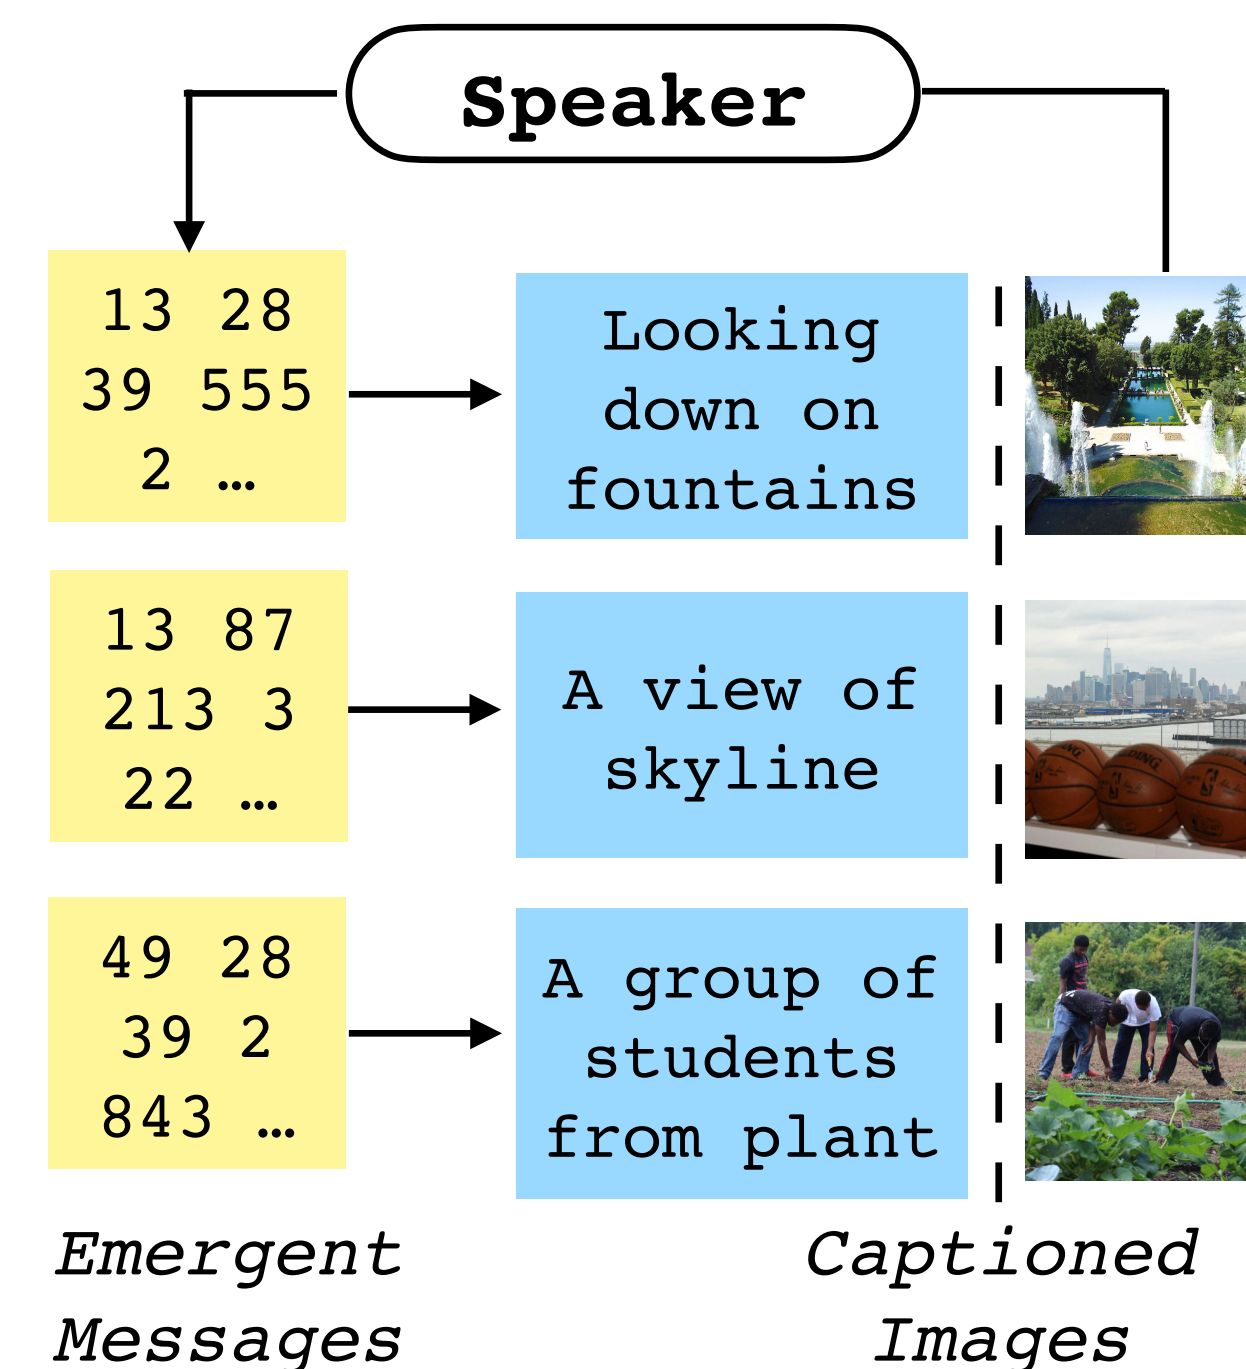 Speaker
13 28
39 555
2 …
Looking
down on
fountains
13 87
213 3
22 …
A view of
skyline
49 28
39 2
843 …
A group of
students
from plant
Emergent
Messages
Captioned
Images